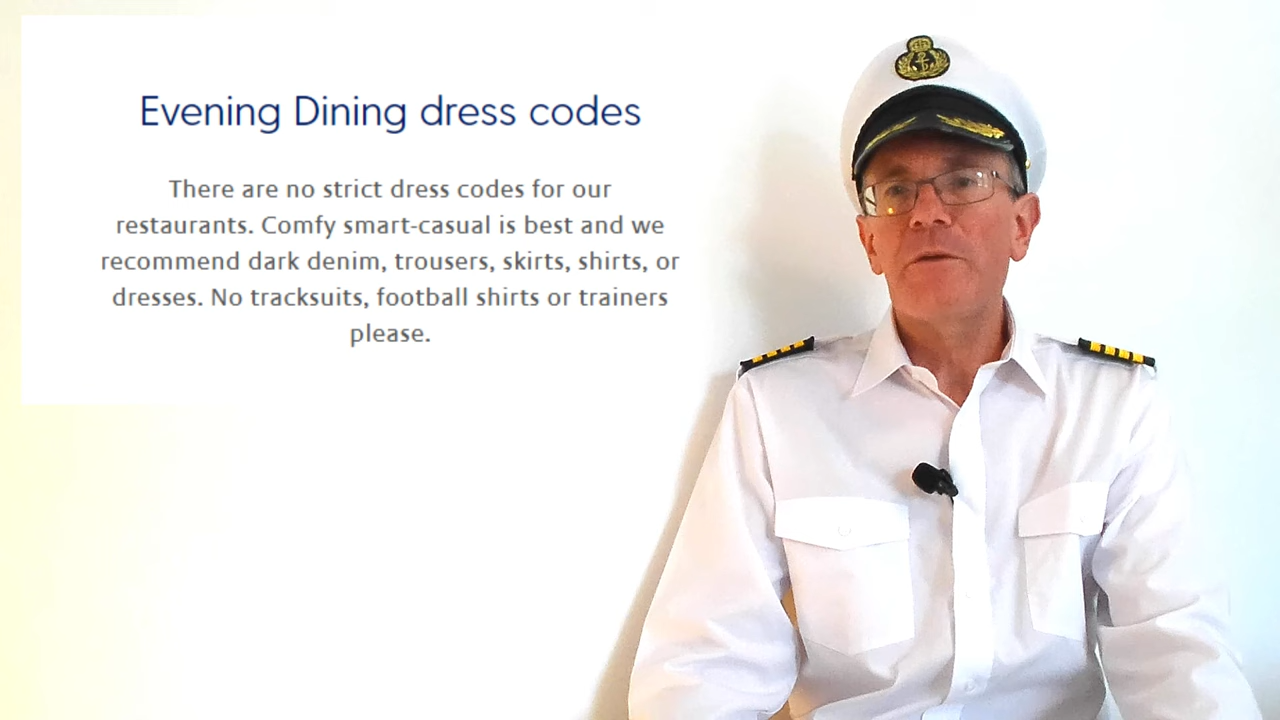 Evening Dining dress codes
There are no strict dress codes for our
restaurants. Comfy smart-casual is best and we
recommend dark denim, trousers, skirts, shirts, or
dresses. No tracksuits, football shirts or trainers
please.